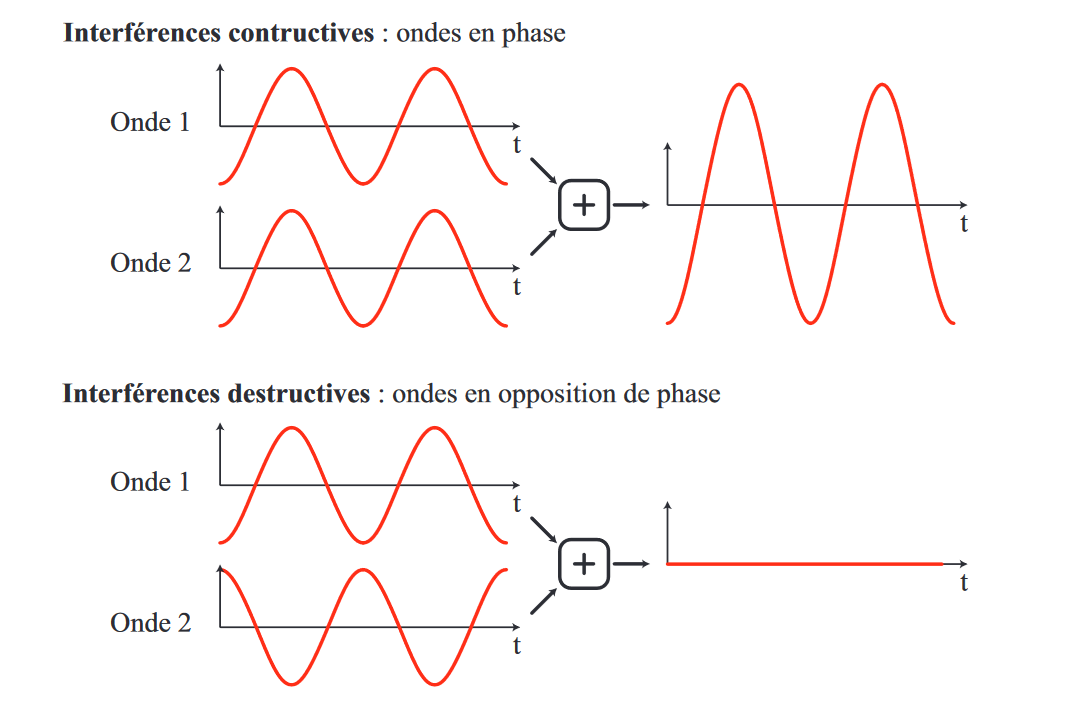 Interférences contructives : ondes en phase
Onde 1
t
+
t
Onde 2
t
Interférences destructives : ondes en opposition de phase
Onde 1
t
+
t
Onde 2
t